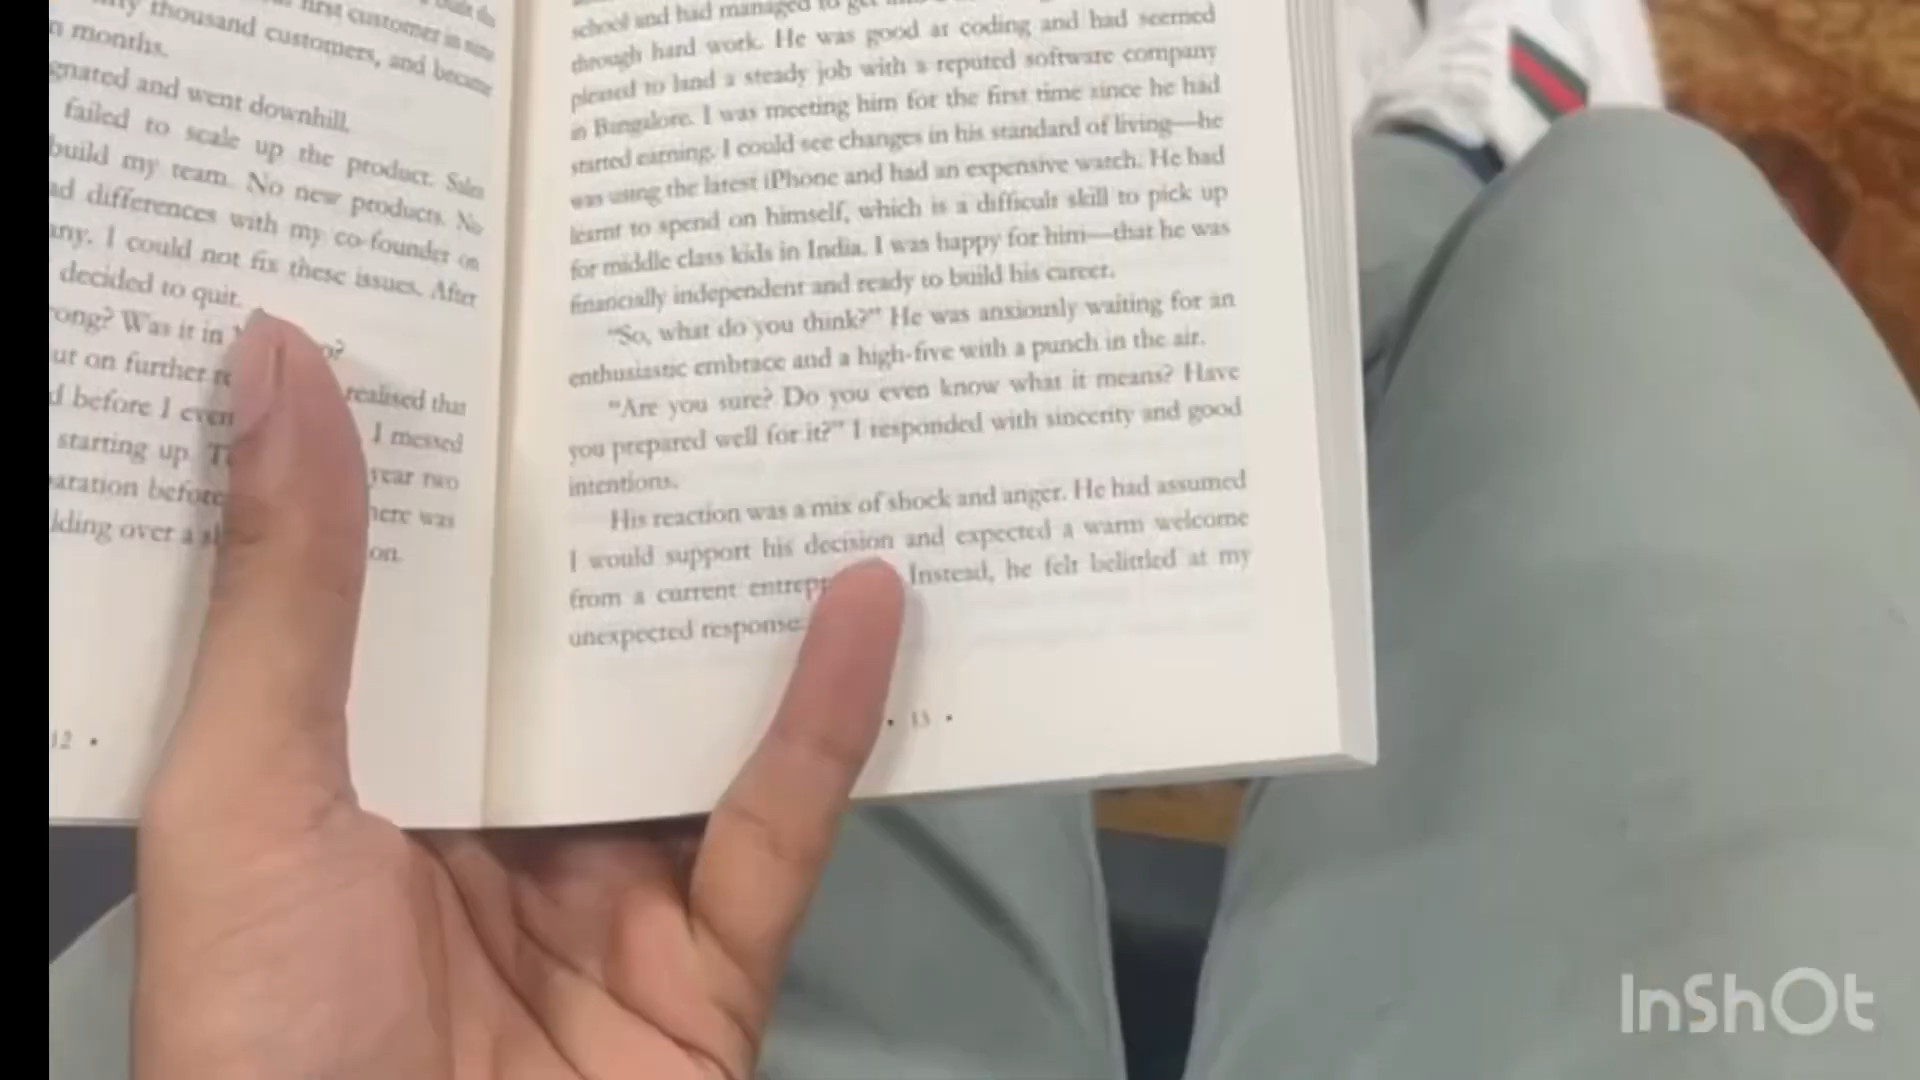 first customer in nine
thousand customers, and became
months.
and went downhill.
failed to scale up the product. Sales
build my team. No new products. No
differences with my co-founder on
I could not fix these issues. After
decided to quit.
Was it in
on further realised that
before I even I messed
starting up. year two
before here was
over a on.
12 •
school and had managed to get
through hard work. He was good at coding and had seemed
pleased to land a steady job with a reputed software company
in Bangalore. I was meeting him for the first time since he had
started earning. I could see changes in his standard of living—he
was using the latest iPhone and had an expensive watch. He had
learnt to spend on himself, which is a difficult skill to pick up
for middle class kids in India. I was happy for him—that he was
financially independent and ready to build his career.
“So, what do you think?” He was anxiously waiting for an
enthusiastic embrace and a high-five with a punch in the air.
“Are you sure? Do you even know what it means? Have
you prepared well for it?” I responded with sincerity and good
intentions.
His reaction was a mix of shock and anger. He had assumed
I would support his decision and expected a warm welcome
from a current Instead, he felt belittled at my
unexpected response.
• 13 •
InShOt